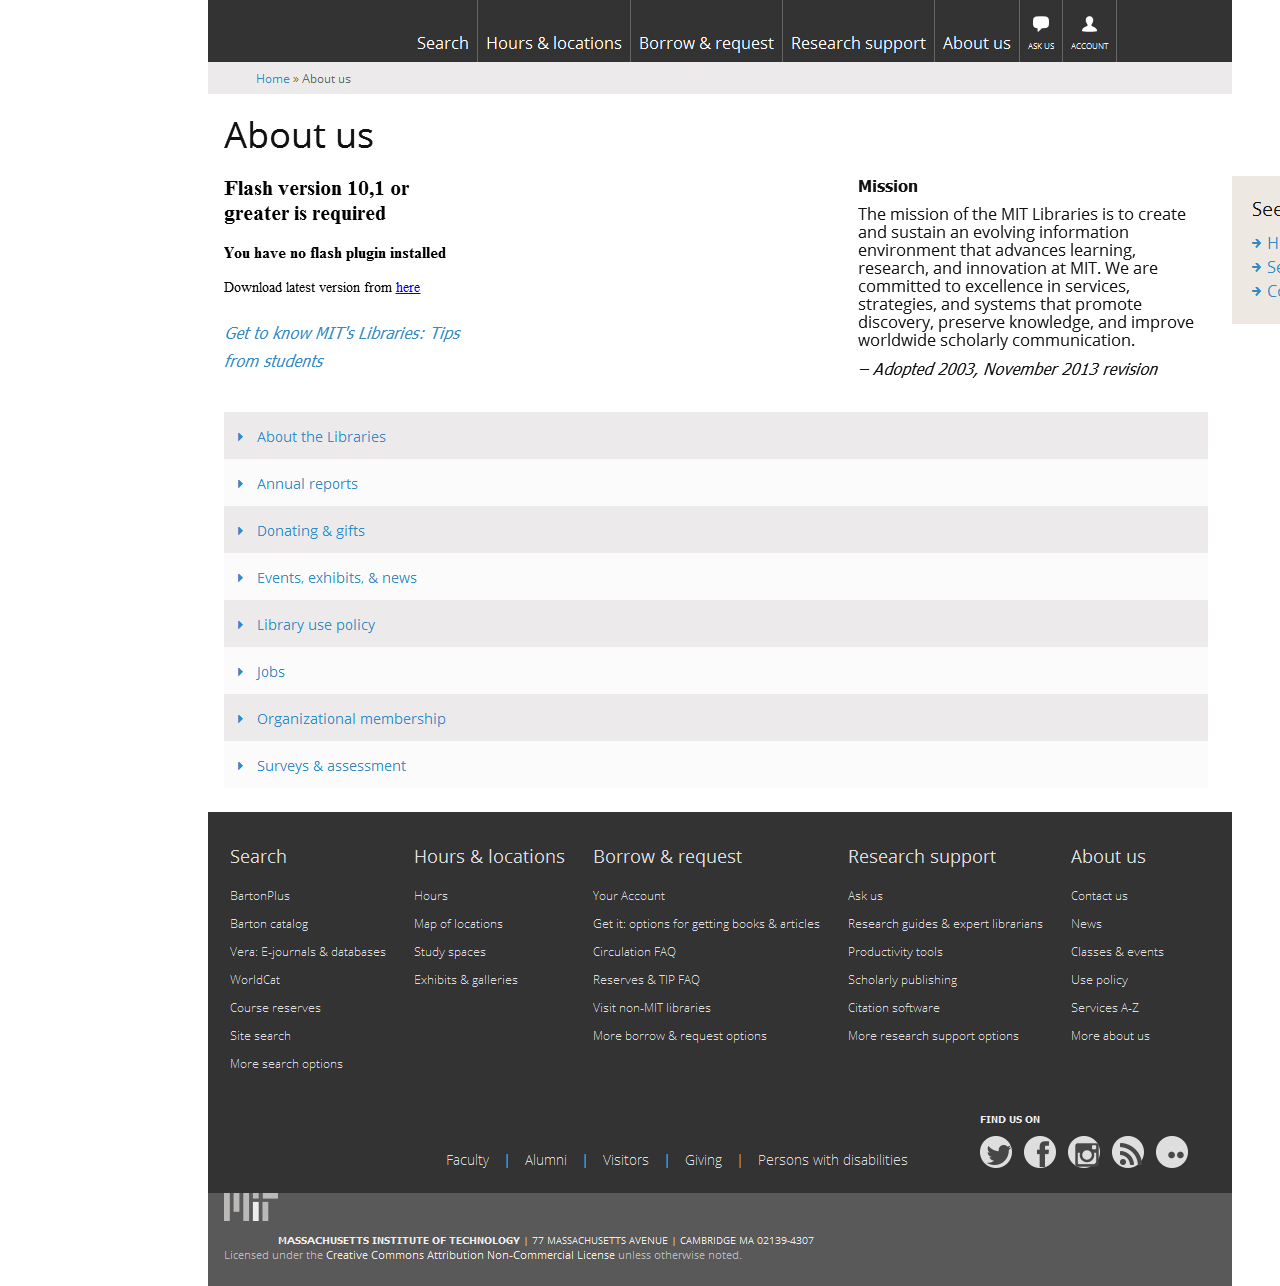 Search Hours & locations Borrow & request Research support About us ASK US ACCOUNT
Home » About us
About us
Flash version 10,1 or
greater is required
You have no flash plugin installed
Download latest version from here
Get to know MIT's Libraries: Tips
from students
Mission
The mission of the MIT Libraries is to create
and sustain an evolving information
environment that advances learning,
research, and innovation at MIT. We are
committed to excellence in services,
strategies, and systems that promote
discovery, preserve knowledge, and improve
worldwide scholarly communication.
– Adopted 2003, November 2013 revision
See
H
Se
Co
About the Libraries
Annual reports
Donating & gifts
Events, exhibits, & news
Library use policy
Jobs
Organizational membership
Surveys & assessment
Search
BartonPlus
Barton catalog
Vera: E-journals & databases
WorldCat
Course reserves
Site search
More search options
Hours & locations
Hours
Map of locations
Study spaces
Exhibits & galleries
Borrow & request
Your Account
Get it: options for getting books & articles
Circulation FAQ
Reserves & TIP FAQ
Visit non-MIT libraries
More borrow & request options
Research support
Ask us
Research guides & expert librarians
Productivity tools
Scholarly publishing
Citation software
More research support options
About us
Contact us
News
Classes & events
Use policy
Services A-Z
More about us
FIND US ON
Faculty | Alumni | Visitors | Giving | Persons with disabilities
MIT
MASSACHUSETTS INSTITUTE OF TECHNOLOGY | 77 MASSACHUSETTS AVENUE | CAMBRIDGE MA 02139-4307
Licensed under the Creative Commons Attribution Non-Commercial License unless otherwise noted.